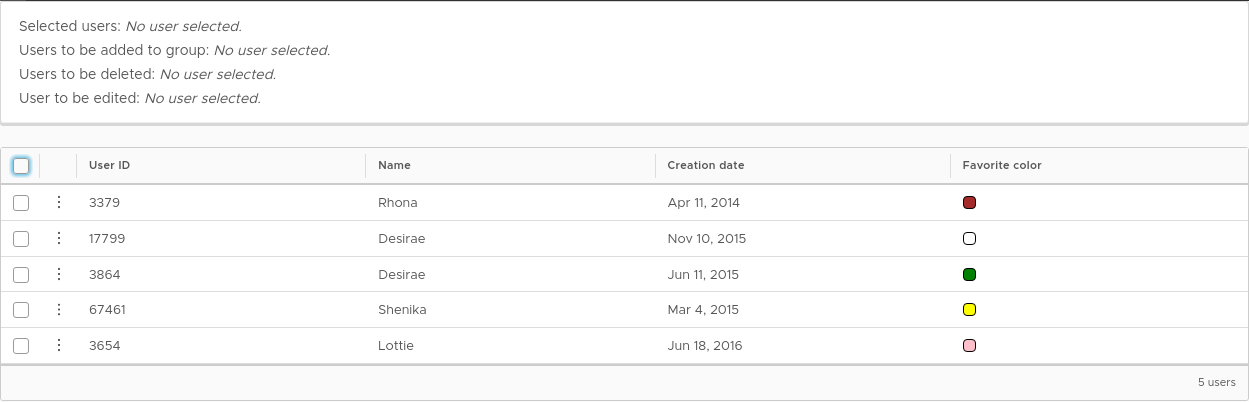 Selected users: No user selected.
Users to be added to group: No user selected.
Users to be deleted: No user selected.
User to be edited: No user selected.
User ID Name Creation date Favorite color
3379 Rhona Apr 11, 2014
17799 Desirae Nov 10, 2015
3864 Desirae Jun 11, 2015
67461 Shenika Mar 4, 2015
3654 Lottie Jun 18, 2016
5 users